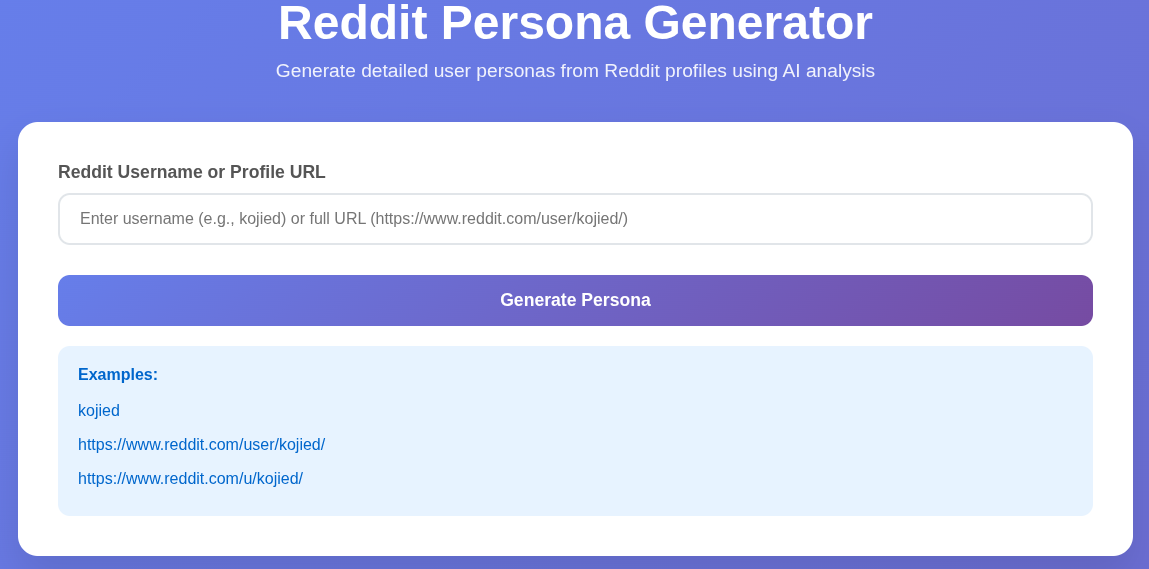 Reddit Persona Generator
Generate detailed user personas from Reddit profiles using AI analysis
Reddit Username or Profile URL
Enter username (e.g., kojied) or full URL (https://www.reddit.com/user/kojied/)
Generate Persona
Examples:
kojied
https://www.reddit.com/user/kojied/
https://www.reddit.com/u/kojied/